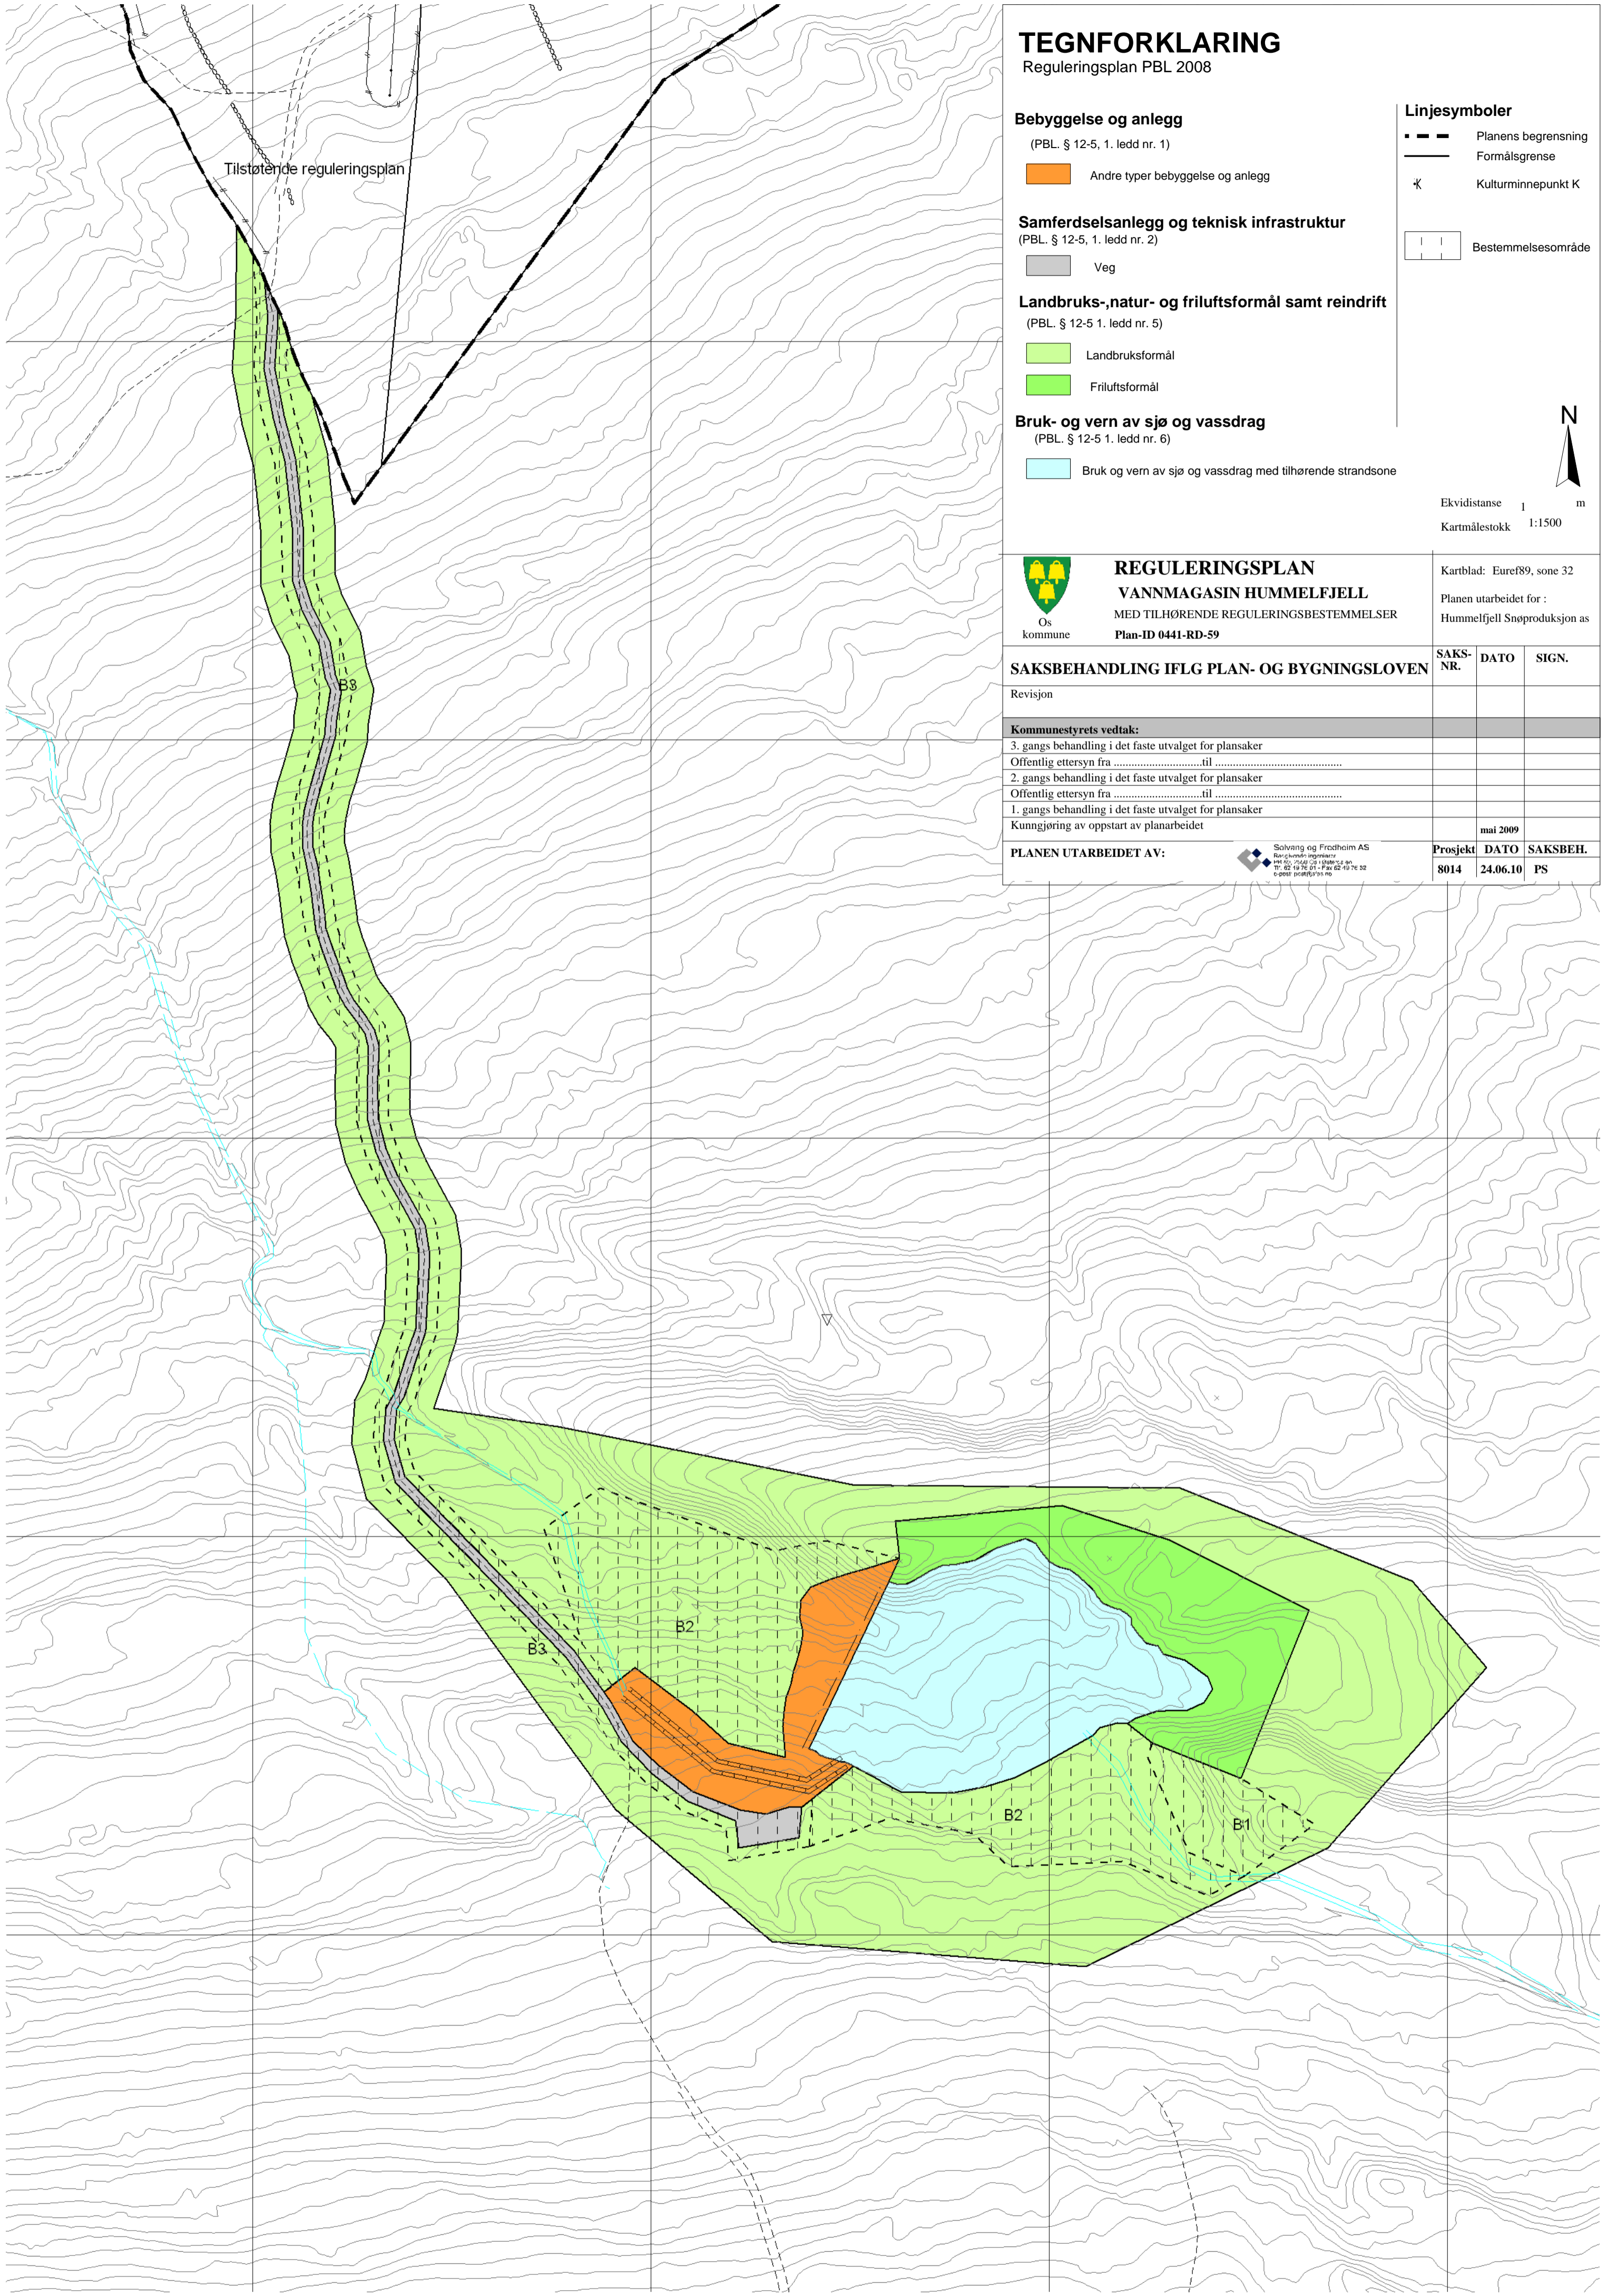 TEGNFORKLARING
Reguleringsplan PBL 2008
Bebyggelse og anlegg
(PBL. § 12-5, 1. ledd nr. 1)
Andre typer bebyggelse og anlegg
Samferdselsanlegg og teknisk infrastruktur
(PBL. § 12-5, 1. ledd nr. 2)
Veg
Landbruks-,natur- og friluftsformål samt reindrift
(PBL. § 12-5 1. ledd nr. 5)
Landbruksformål
Friluftsformål
Bruk- og vern av sjø og vassdrag
(PBL. § 12-5 1. ledd nr. 6)
Bruk og vern av sjø og vassdrag med tilhørende strandsone
Linjesymboler
Planens begrensning
Formålsgrense
Kulturminnepunkt K
Bestemmelsesområde
N
Ekvidistanse 1 m
Kartmålestokk 1:1500
Os
kommune
REGULERINGSPLAN
VANNMAGASIN HUMMELFJELL
MED TILHØRENDE REGULERINGSBESTEMMELSER
Plan-ID 0441-RD-59
Kartblad: Euref89, sone 32
Planen utarbeidet for :
Hummelfjell Snøproduksjon as
SAKSBEHANDLING IFLG PLAN- OG BYGNINGSLOVEN
SAKS-
NR.
DATO
SIGN.
Revisjon
Kommunestyrets vedtak:
3. gangs behandling i det faste utvalget for plansaker
Offentlig ettersyn fra ..............................til ...........................................
2. gangs behandling i det faste utvalget for plansaker
Offentlig ettersyn fra ..............................til ...........................................
1. gangs behandling i det faste utvalget for plansaker
Kunngjøring av oppstart av planarbeidet
mai 2009
PLANEN UTARBEIDET AV:
Solvang og Fredheim AS
Prosjekt DATO SAKSBEH.
8014 24.06.10 PS
Tilstøtende reguleringsplan
B3
B2
B3
B2
B1